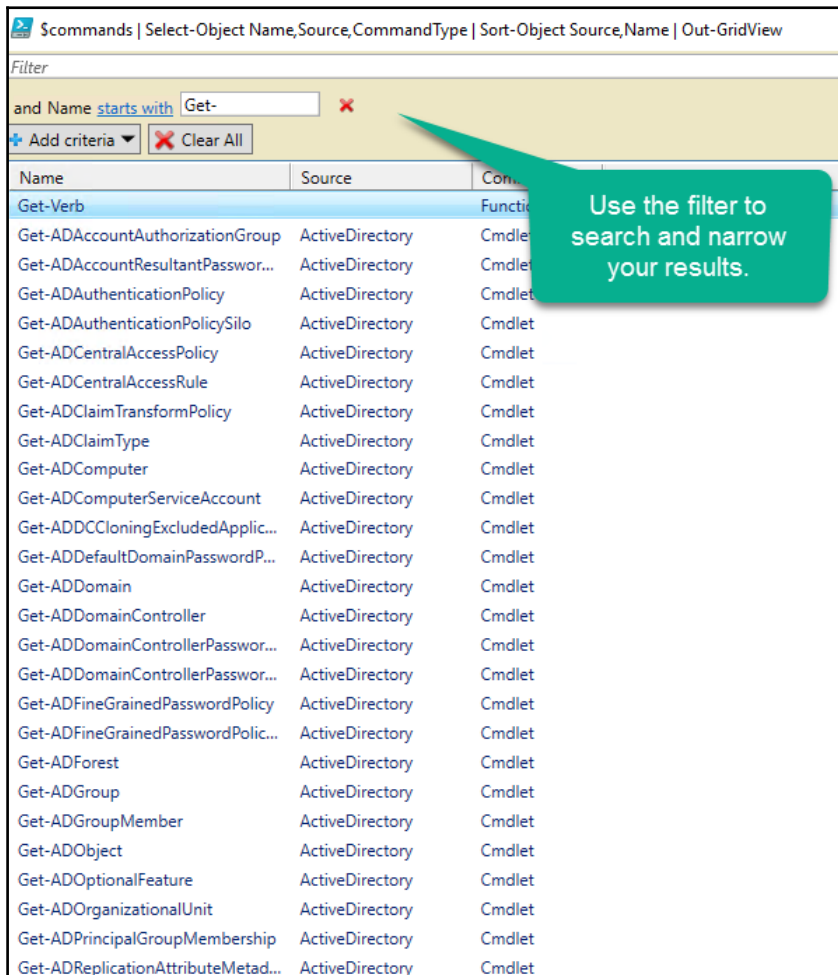 $commands | Select-Object Name,Source,CommandType | Sort-Object Source,Name | Out-GridView
Filter
and Name starts with Get-
Add criteria Clear All
Name Source Com
Use the filter to
search and narrow
your results.
Get-Verb Functio
Get-ADAccountAuthorizationGroup ActiveDirectory Cmdlet
Get-ADAccountResultantPasswor... ActiveDirectory Cmdlet
Get-ADAuthenticationPolicy ActiveDirectory Cmdlet
Get-ADAuthenticationPolicySilo ActiveDirectory Cmdlet
Get-ADCentralAccessPolicy ActiveDirectory Cmdlet
Get-ADCentralAccessRule ActiveDirectory Cmdlet
Get-ADClaimTransformPolicy ActiveDirectory Cmdlet
Get-ADClaimType ActiveDirectory Cmdlet
Get-ADComputer ActiveDirectory Cmdlet
Get-ADComputerServiceAccount ActiveDirectory Cmdlet
Get-ADDCCloningExcludedApplic... ActiveDirectory Cmdlet
Get-ADDefaultDomainPasswordP... ActiveDirectory Cmdlet
Get-ADDomain ActiveDirectory Cmdlet
Get-ADDomainController ActiveDirectory Cmdlet
Get-ADDomainControllerPasswor... ActiveDirectory Cmdlet
Get-ADDomainControllerPasswor... ActiveDirectory Cmdlet
Get-ADFineGrainedPasswordPolicy ActiveDirectory Cmdlet
Get-ADFineGrainedPasswordPolic... ActiveDirectory Cmdlet
Get-ADForest ActiveDirectory Cmdlet
Get-ADGroup ActiveDirectory Cmdlet
Get-ADGroupMember ActiveDirectory Cmdlet
Get-ADObject ActiveDirectory Cmdlet
Get-ADOptionalFeature ActiveDirectory Cmdlet
Get-ADOrganizationalUnit ActiveDirectory Cmdlet
Get-ADPrincipalGroupMembership ActiveDirectory Cmdlet
Get-ADReplicationAttributeMetad... ActiveDirectory Cmdlet